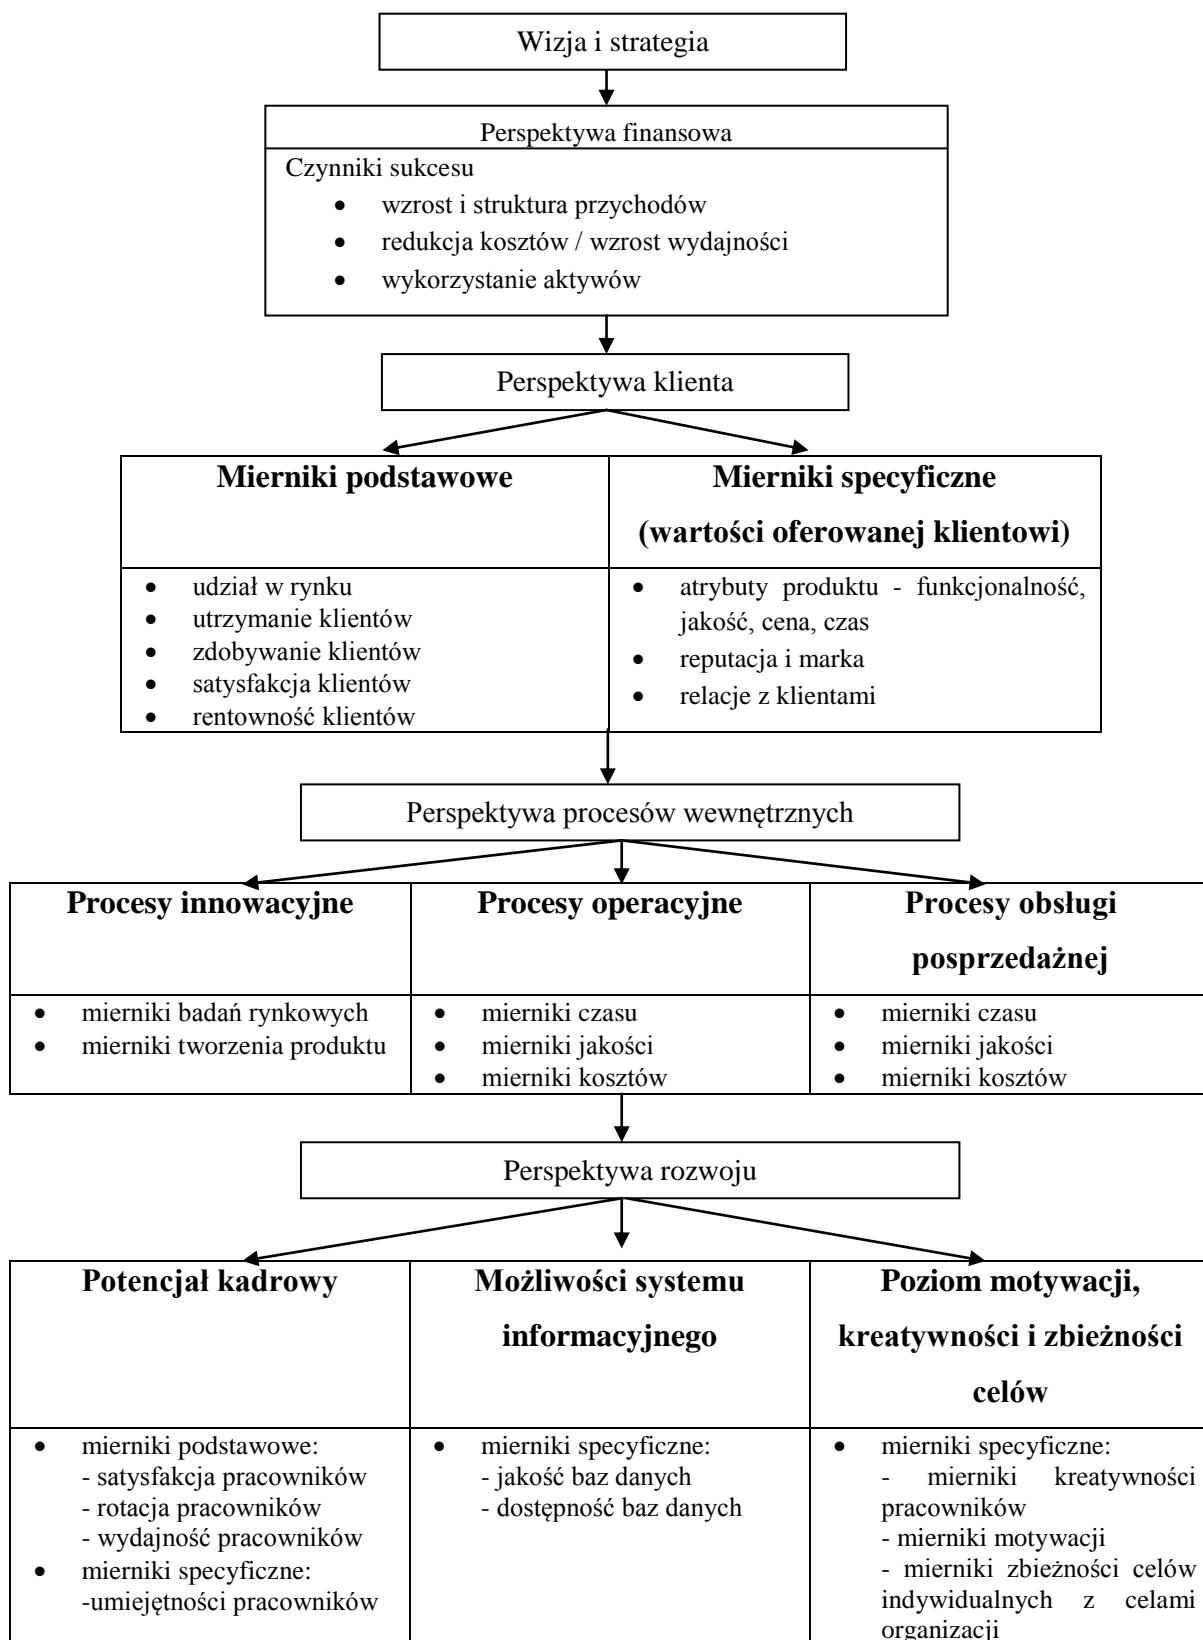 Wizja i strategia
Perspektywa finansowa
Czynniki sukcesu
• wzrost i struktura przychodów
• redukcja kosztów / wzrost wydajności
• wykorzystanie aktywów
Perspektywa klienta
Mierniki podstawowe
Mierniki specyficzne
(wartości oferowanej klientowi)
• udział w rynku
• utrzymanie klientów
• zdobywanie klientów
• satysfakcja klientów
• rentowność klientów
• atrybuty produktu - funkcjonalność,
jakość, cena, czas
• reputacja i marka
• relacje z klientami
Perspektywa procesów wewnętrznych
Procesy innowacyjne
Procesy operacyjne
Procesy obsługi
posprzedażnej
• mierniki badań rynkowych
• mierniki tworzenia produktu
• mierniki czasu
• mierniki jakości
• mierniki kosztów
• mierniki czasu
• mierniki jakości
• mierniki kosztów
Perspektywa rozwoju
Potencjał kadrowy
Możliwości systemu
informacyjnego
Poziom motywacji,
kreatywności i zbieżności
celów
• mierniki podstawowe:
- satysfakcja pracowników
- rotacja pracowników
- wydajność pracowników
• mierniki specyficzne:
-umiejętności pracowników
• mierniki specyficzne:
- jakość baz danych
- dostępność baz danych
• mierniki specyficzne:
- mierniki kreatywności
pracowników
- mierniki motywacji
- mierniki zbieżności celów
indywidualnych z celami
organizacji